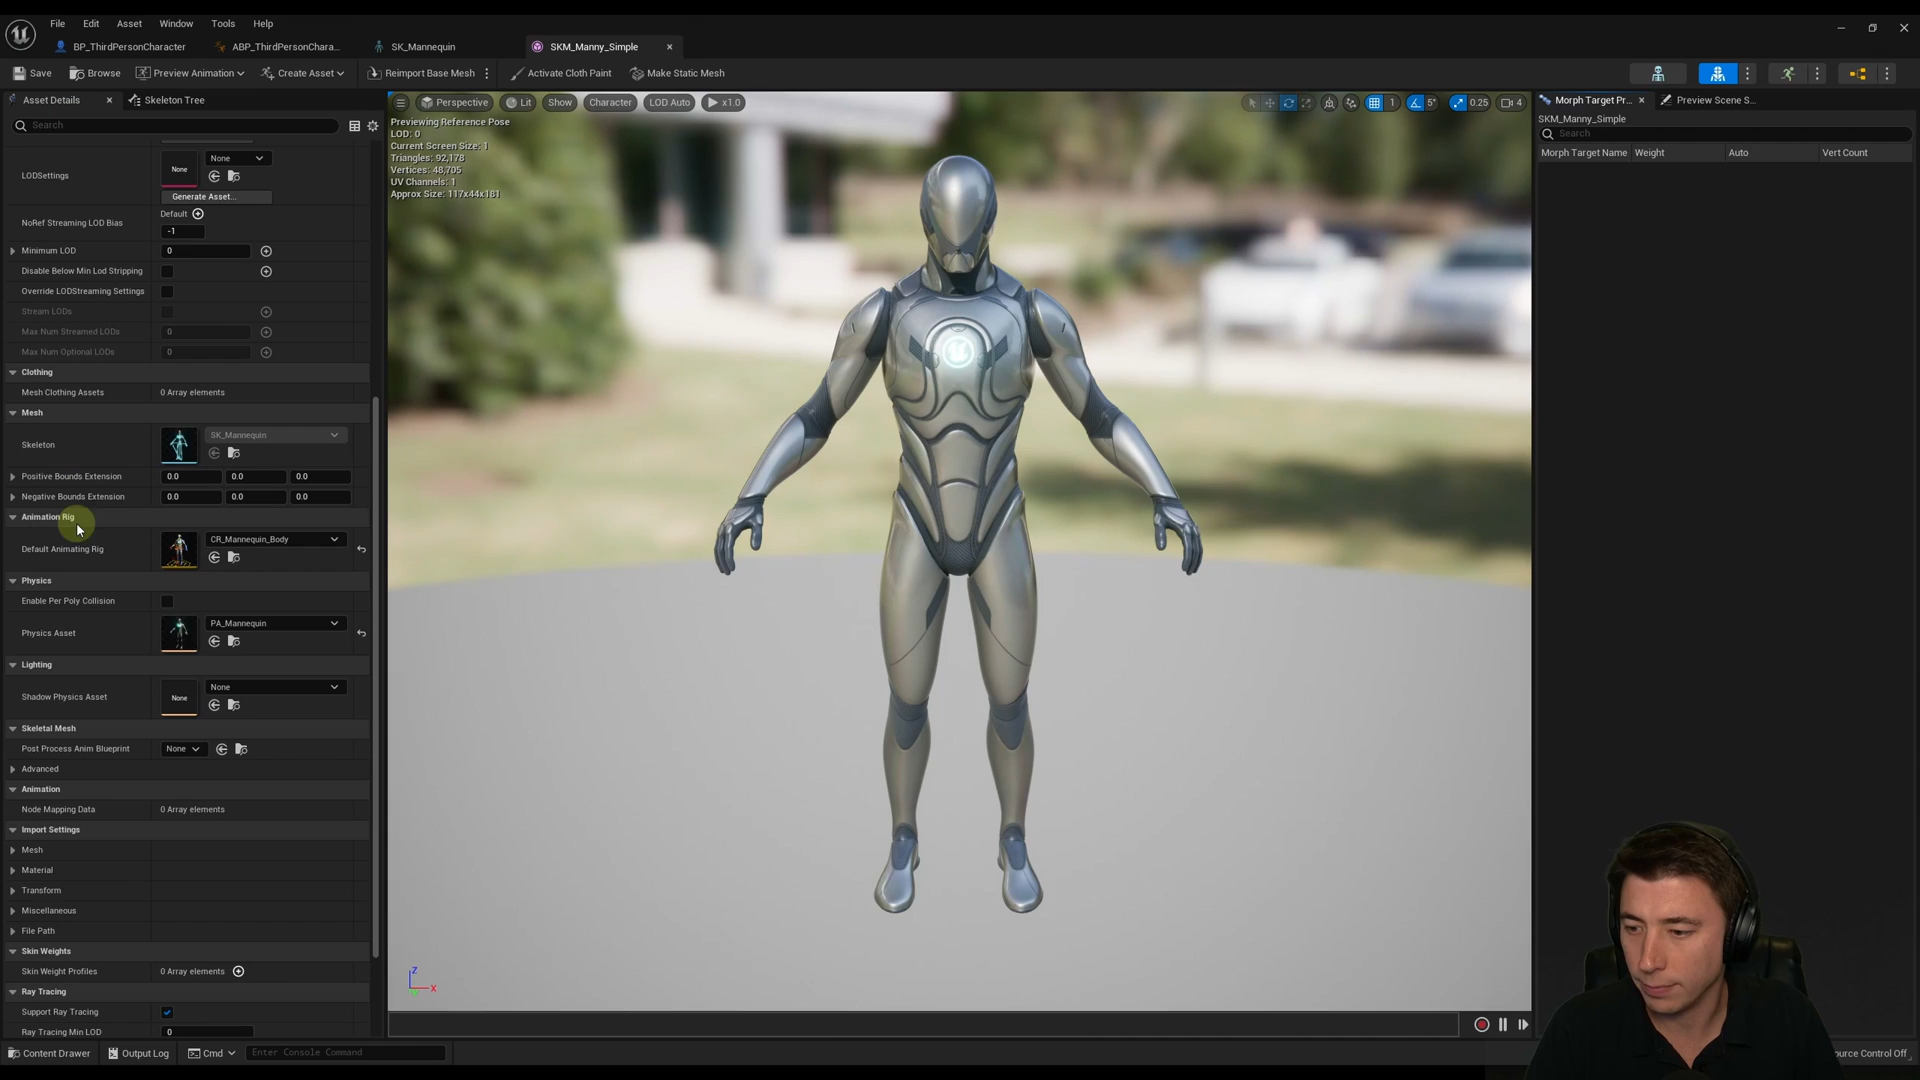 File Edit Asset Window Tools Help
BP_ThirdPersonCharacter ABP_ThirdPersonChara... SK_Mannequin SKM_Manny_Simple
Save Browse Preview Animation Create Asset Reimport Base Mesh Activate Cloth Paint Make Static Mesh
Asset Details Skeleton Tree
Search
LODSettings None None
Generate Asset...
NoRef Streaming LOD Bias Default
-1
Minimum LOD 0
Disable Below Min Lod Stripping
Override LODStreaming Settings
Stream LODs
Max Num Streamed LODs 0
Max Num Optional LODs 0
Clothing
Mesh Clothing Assets 0 Array elements
Mesh
Skeleton SK_Mannequin
Positive Bounds Extension 0.0 0.0 0.0
Negative Bounds Extension 0.0 0.0 0.0
Animation Rig
Default Animating Rig CR_Mannequin_Body
Physics
Enable Per Poly Collision
Physics Asset PA_Mannequin
Lighting
Shadow Physics Asset None None
Skeletal Mesh
Post Process Anim Blueprint None
Advanced
Animation
Node Mapping Data 0 Array elements
Import Settings
Mesh
Material
Transform
Miscellaneous
File Path
Skin Weights
Skin Weight Profiles 0 Array elements
Ray Tracing
Support Ray Tracing
Ray Tracing Min LOD 0
Perspective Lit Show Character LOD Auto x1.0 1 5° 0.25 4
Previewing Reference Pose
LOD: 0
Current Screen Size: 1
Triangles: 92,178
Vertices: 48,705
UV Channels: 1
Approx Size: 117x44x181
Z
X
Morph Target Pr... Preview Scene S...
SKM_Manny_Simple
Search
Morph Target Name Weight Auto Vert Count
Content Drawer Output Log Cmd Enter Console Command ource Control Off